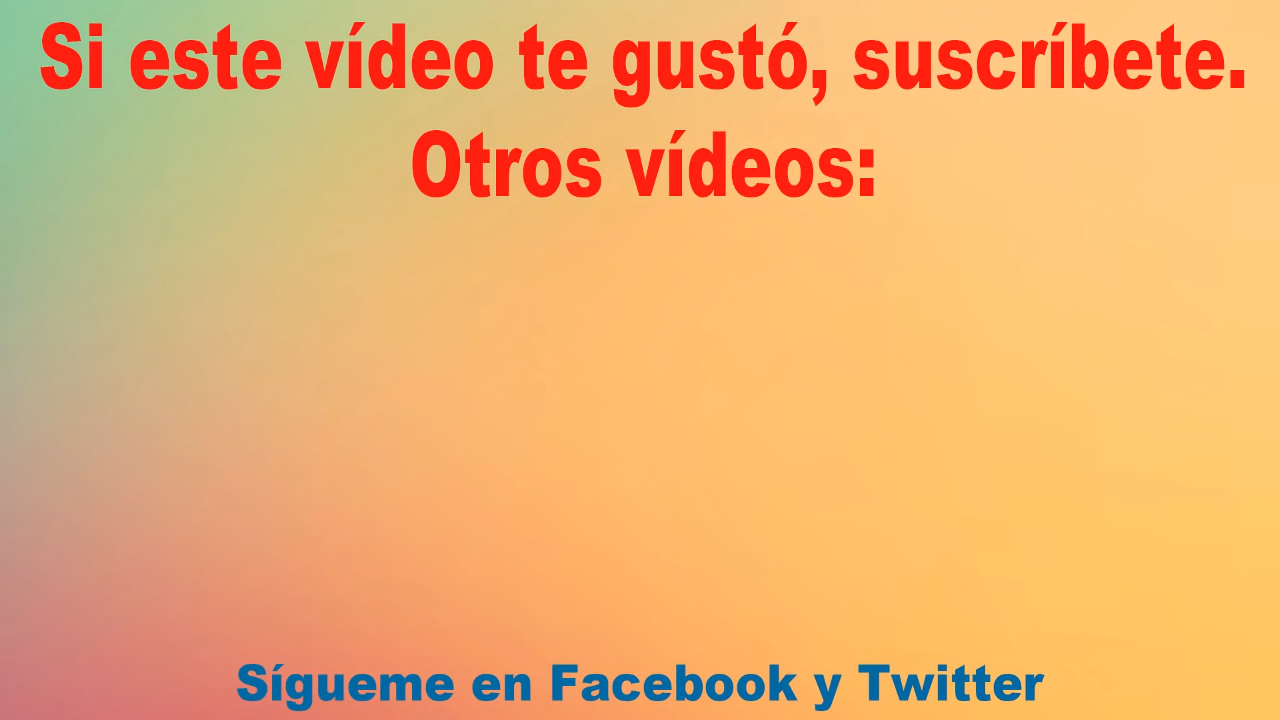 Si este vídeo te gustó, suscríbete.
Otros vídeos:
Sígueme en Facebook y Twitter